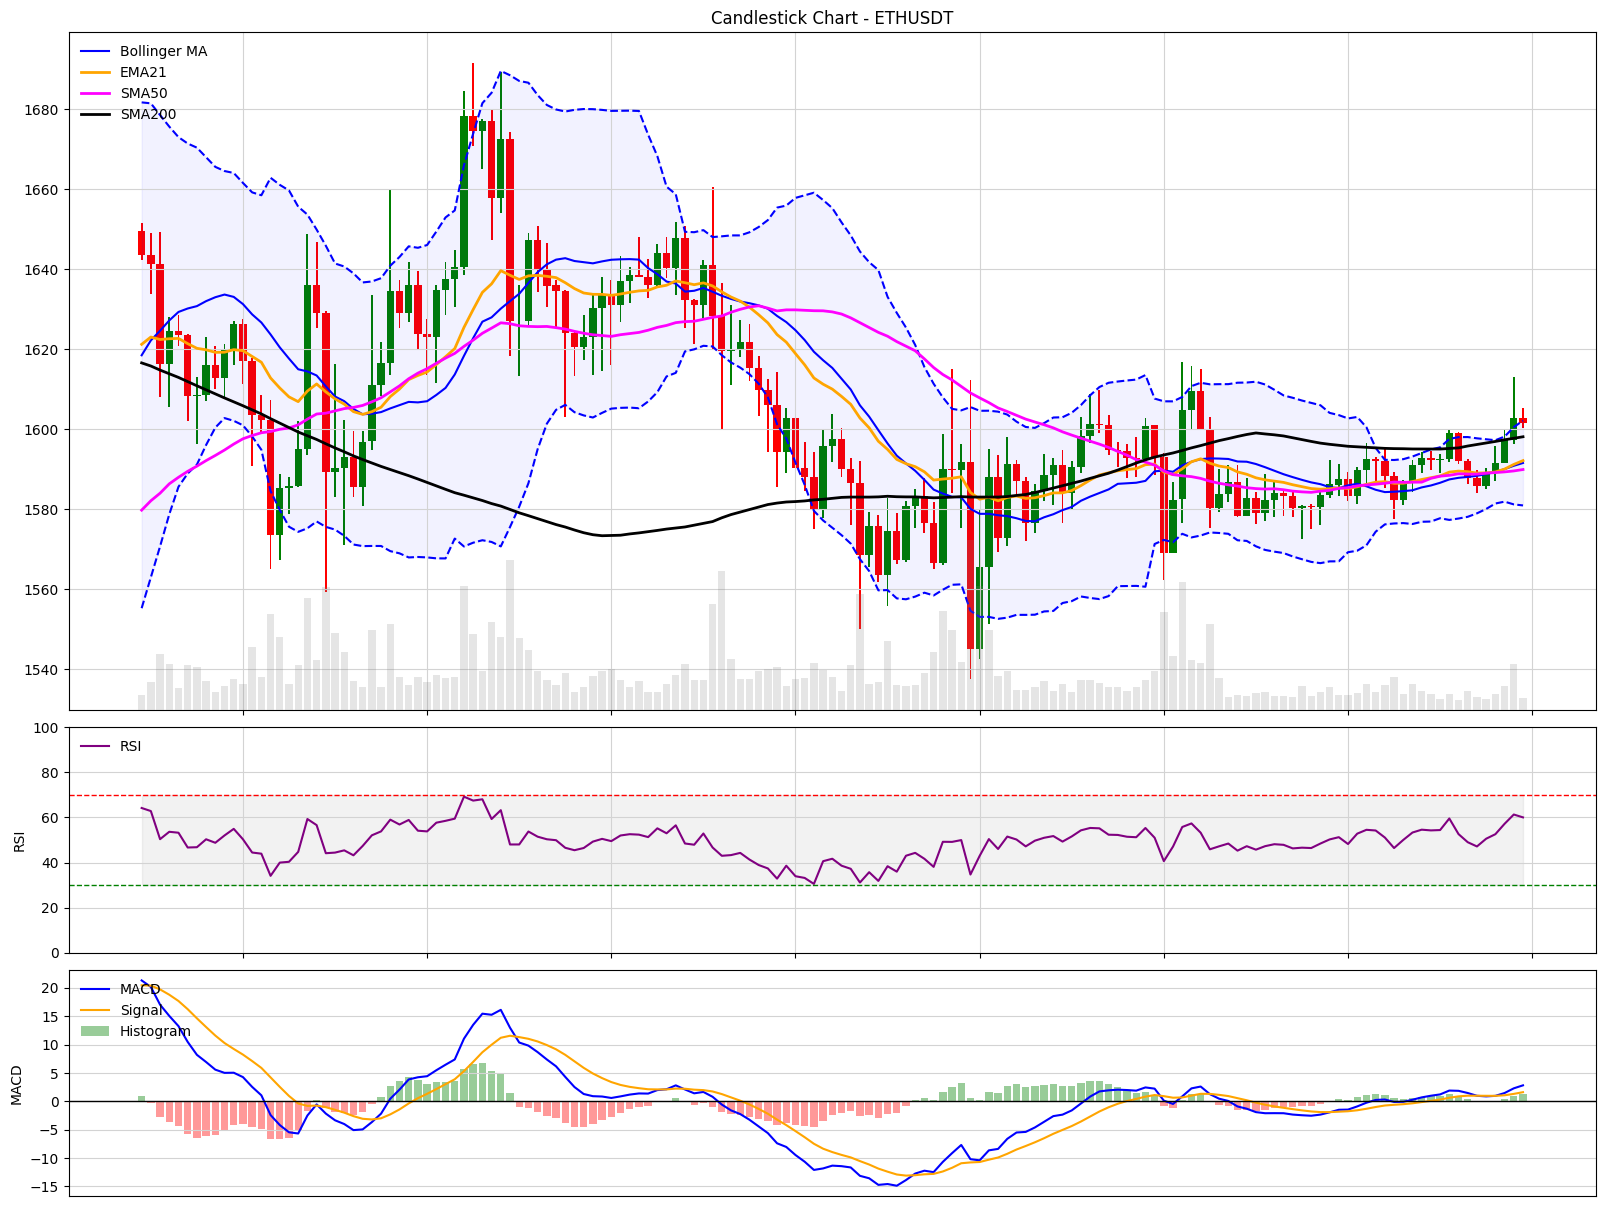 Candlestick Chart - ETHUSDT
Bollinger MA
EMA21
SMA50
SMA200
1680
1660
1640
1620
1600
1580
1560
1540
RSI
100
80
60
40
20
0
RSI
MACD
Signal
Histogram
20
15
10
5
0
−5
−10
−15
MACD